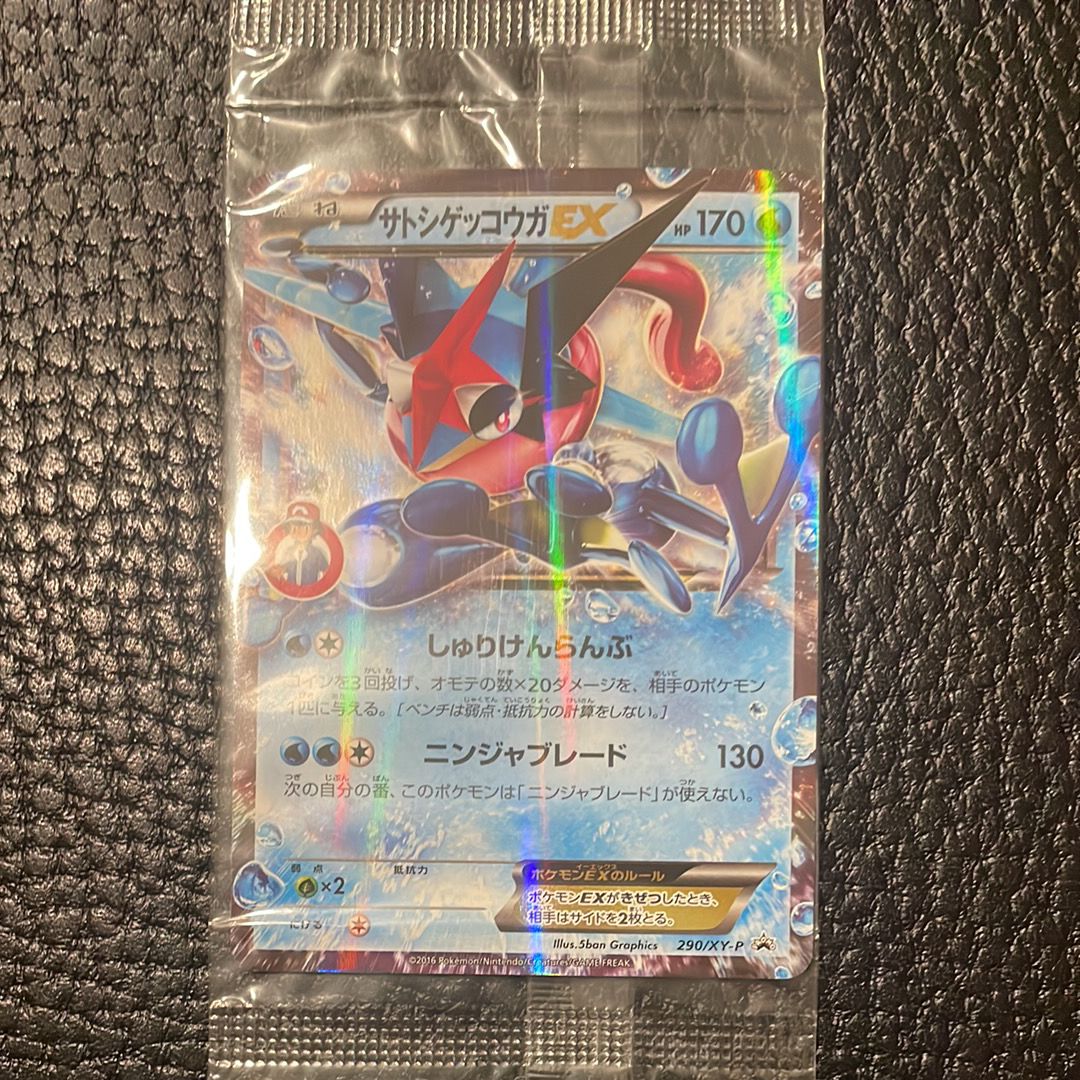 サトシゲッコウガEX HP170
しゅりけんらんぶ
コインを3回投げ、オモテの数×20ダメージを、相手のポケモン
1匹に与える。[ベンチは弱点・抵抗力の計算をしない。]
ニンジャブレード 130
次の自分の番、このポケモンは「ニンジャブレード」が使えない。
弱点 抵抗力
×2
にげる
ポケモンEXのルール
ポケモンEXがきぜつしたとき、
相手はサイドを2枚とる。
Illus.5ban Graphics 290/XY-P
©2016 Pokémon/Nintendo/Creatures/GAME FREAK